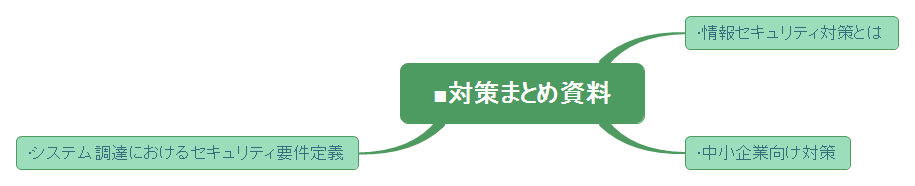 ·情報セキュリティ対策とは
■対策まとめ資料
·システム調達におけるセキュリティ要件定義
·中小企業向け対策